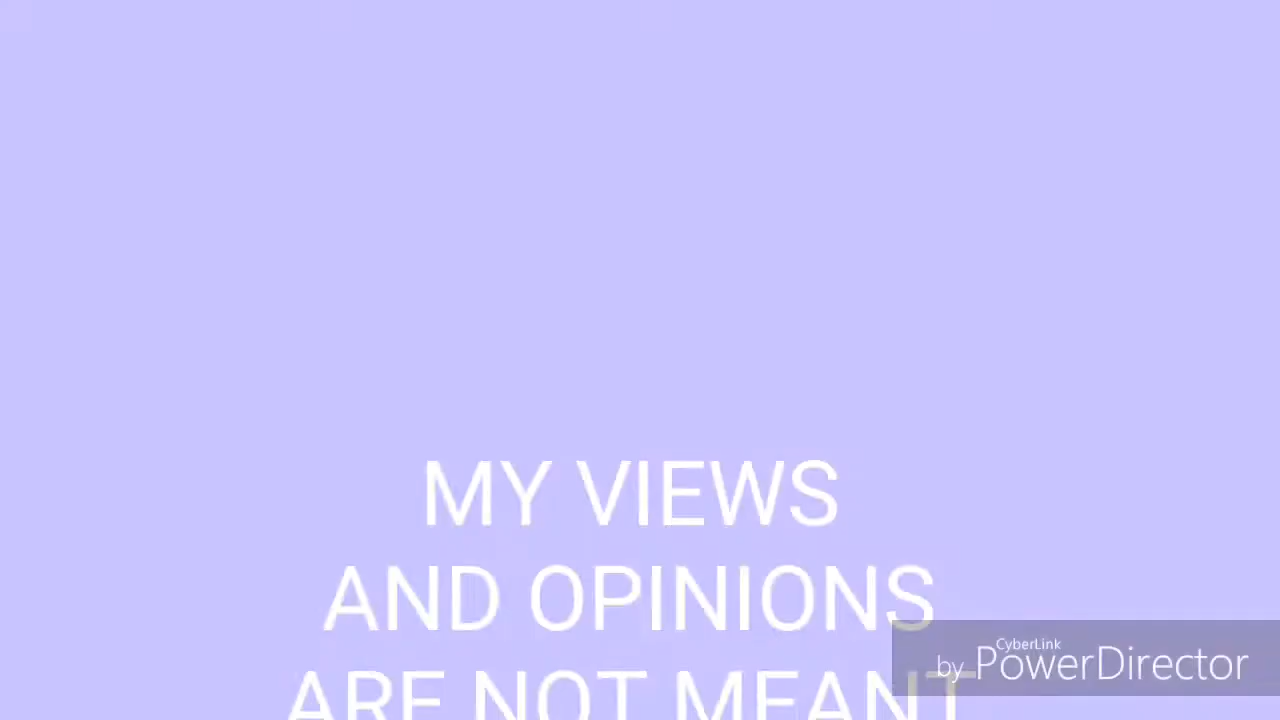 MY VIEWS
AND OPINIONS
ARE NOT MEANT
CyberLink
by PowerDirector